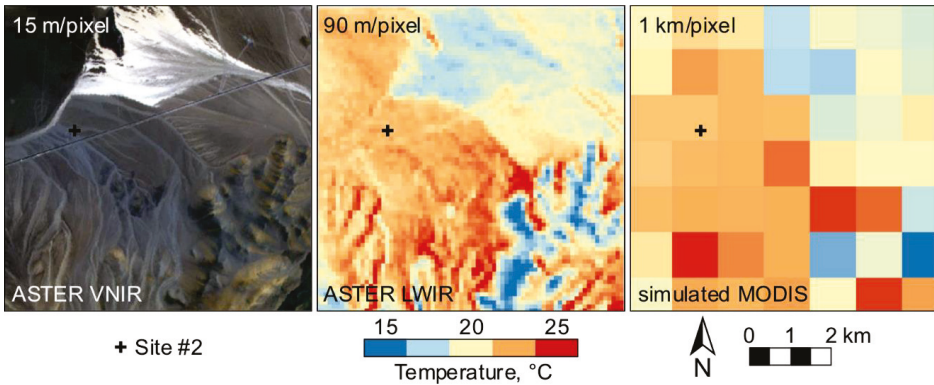 15 m/pixel
90 m/pixel
1 km/pixel
ASTER VNIR
ASTER LWIR
simulated MODIS
+ Site #2
15 20 25
Temperature, °C
N
0 1 2 km